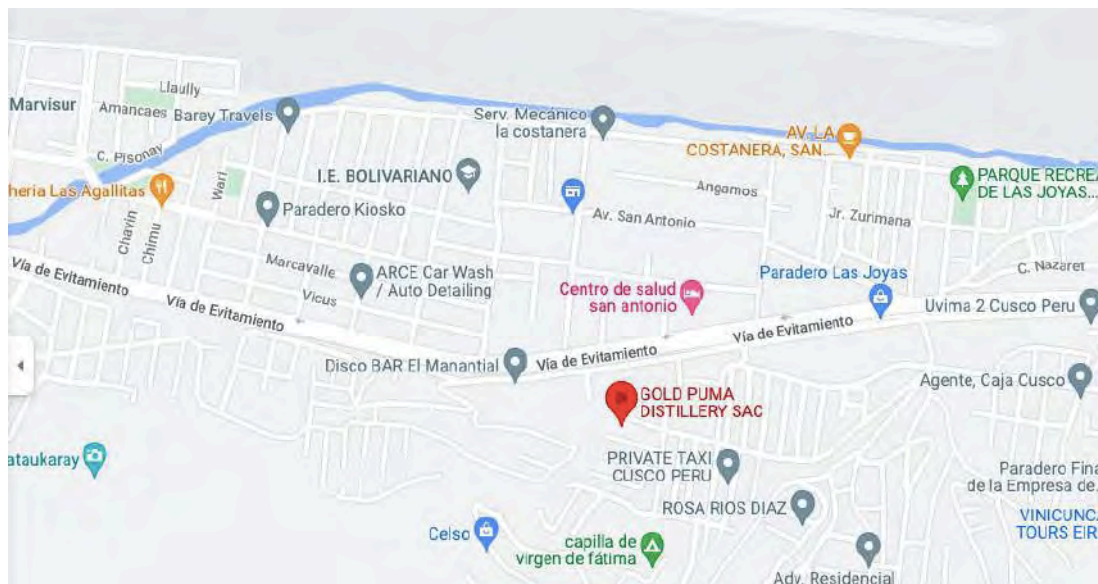 Llaully
Marvisur
Amancaes
Barey Travels
Serv. Mecánico
la costanera
AV. LA
COSTANERA, SAN...
C. Pisonay
Wari
I.E. BOLIVARIANO
Angamos
PARQUE RECREA
DE LAS JOYAS...
heria Las Agallitas
Chavin
Chimu
Paradero Kiosko
Av. San Antonio
Jr. Zurimana
Marcavalle
Vicus
ARCE Car Wash
/ Auto Detailing
Paradero Las Joyas
C. Nazaret
Vía de Evitamiento
Vía de Evitamiento
Centro de salud
san antonio
Uvima 2 Cusco Peru
Vía de Evitamiento
Vía de Evitamiento
Disco BAR El Manantial
Agente, Caja Cusco
GOLD PUMA
DISTILLERY SAC
ataukaray
PRIVATE TAXI
CUSCO PERU
Paradero Fina
de la Empresa de...
ROSA RIOS DIAZ
VINICUNC
TOURS EIR
Celso
capilla de
virgen de fátima
Adv. Residencial